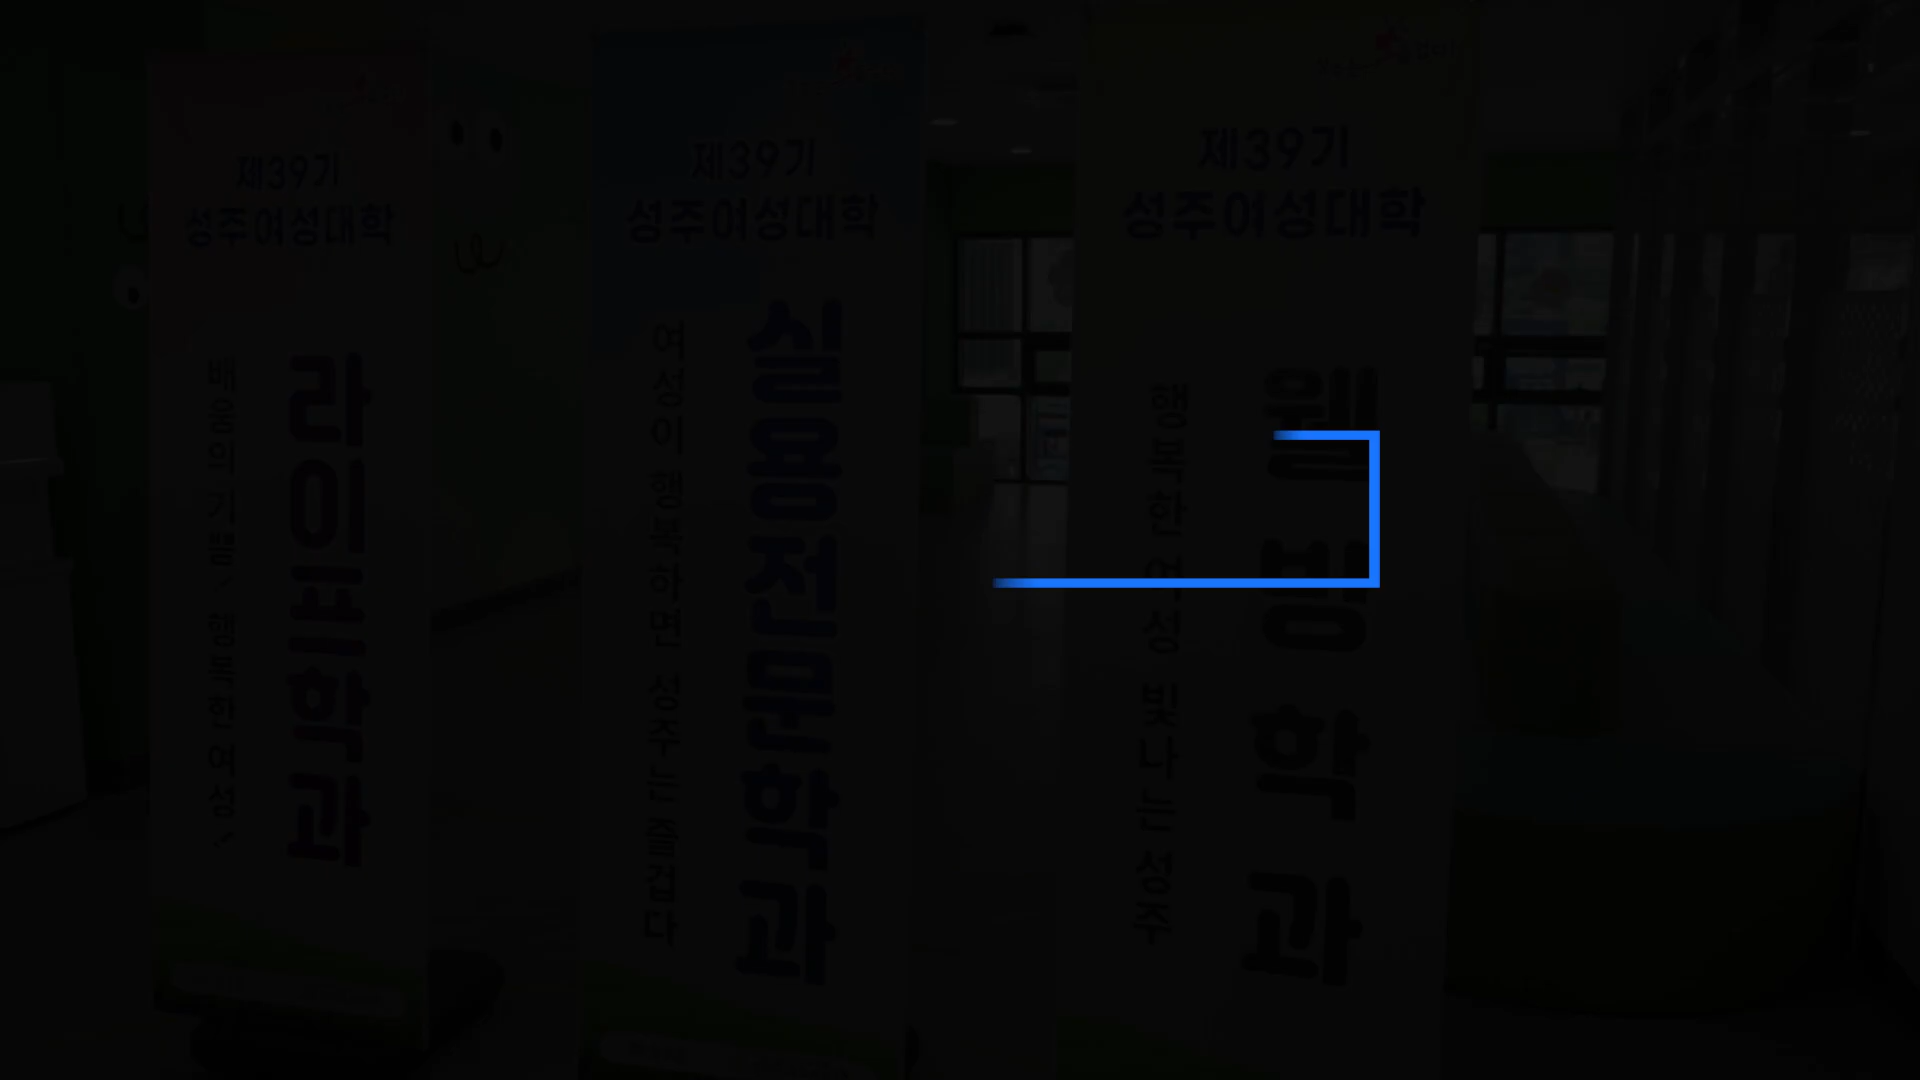 제39기
성주여성대학
라이프학과
배움의 기쁨、 행복한 여성、
제39기
성주여성대학
실용전문학과
여성이 행복하면 성주는 즐겁다
제39기
성주여성대학
웰빙학과
행복한 여성 빛나는 성주